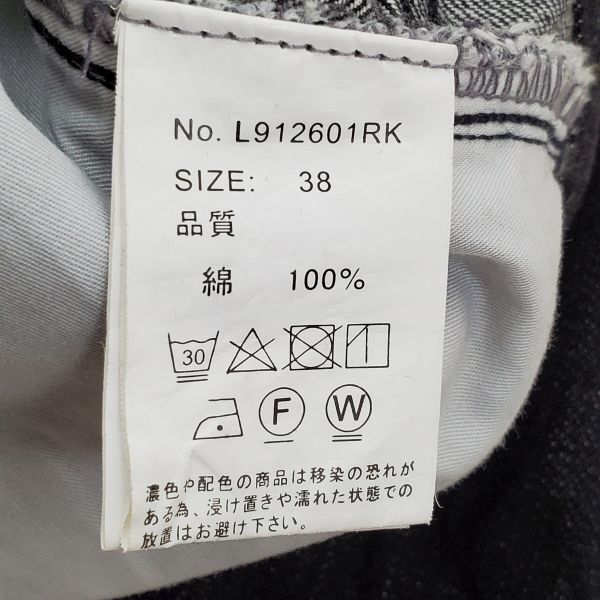 No. L912601RK
SIZE: 38
品質
綿 100%
30
F W
濃色や配色の商品は移染の恐れが
ある為、浸け置きや濡れた状態での
放置はお避け下さい。